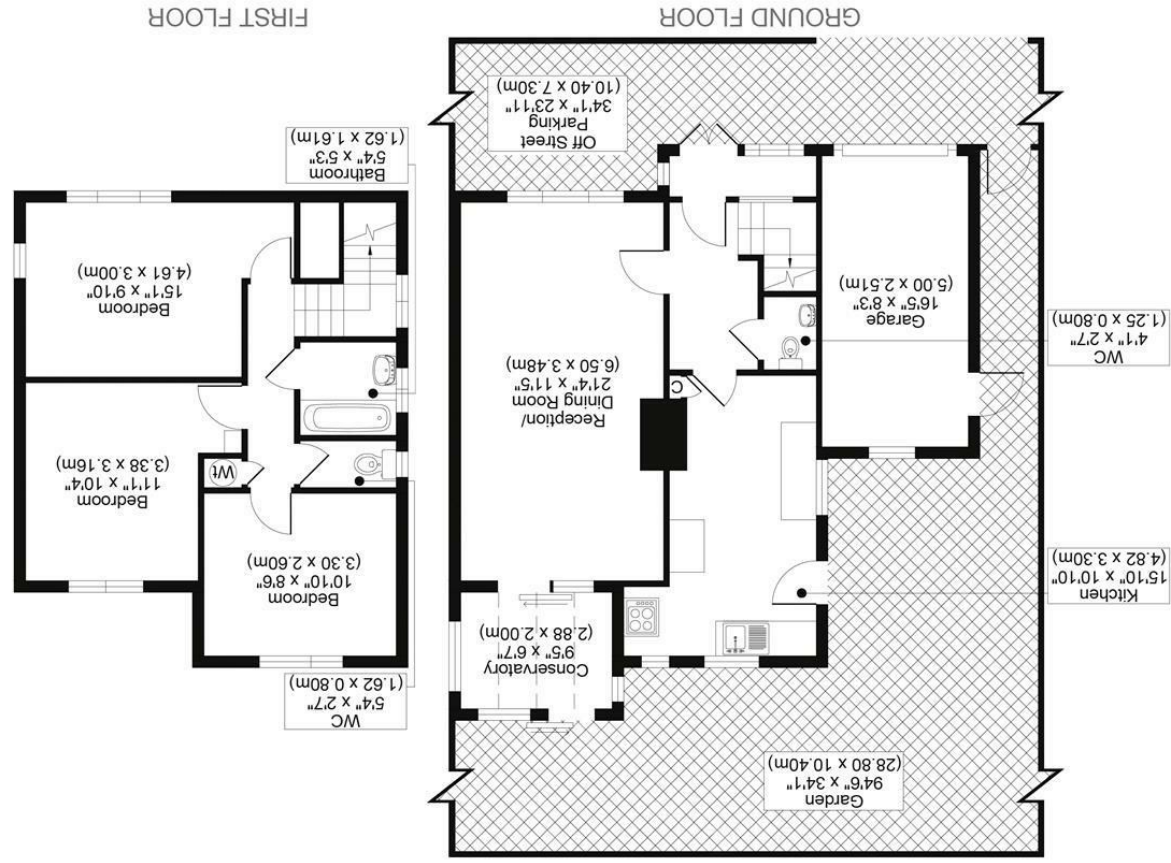 Garden
94'6" x 34'1"
(28.80 x 10.40m)
Conservatory
9'5" x 6'7"
(2.88 x 2.00m)
Kitchen
15'10" x 10'10"
(4.82 x 3.30m)
Reception/
Dining Room
21'4" x 11'5"
(6.50 x 3.48m)
C
WC
4'1" x 2'7"
(1.25 x 0.80m)
Garage
16'5" x 8'3"
(5.00 x 2.51m)
Off Street
Parking
34'1" x 23'11"
(10.40 x 7.30m)
GROUND FLOOR
WC
5'4" x 2'7"
(1.62 x 0.80m)
Bedroom
10'10" x 8'6"
(3.30 x 2.60m)
Wt
Bedroom
11'1" x 10'4"
(3.38 x 3.16m)
Bedroom
15'1" x 9'10"
(4.61 x 3.00m)
Bathroom
5'4" x 5'3"
(1.62 x 1.61m)
FIRST FLOOR